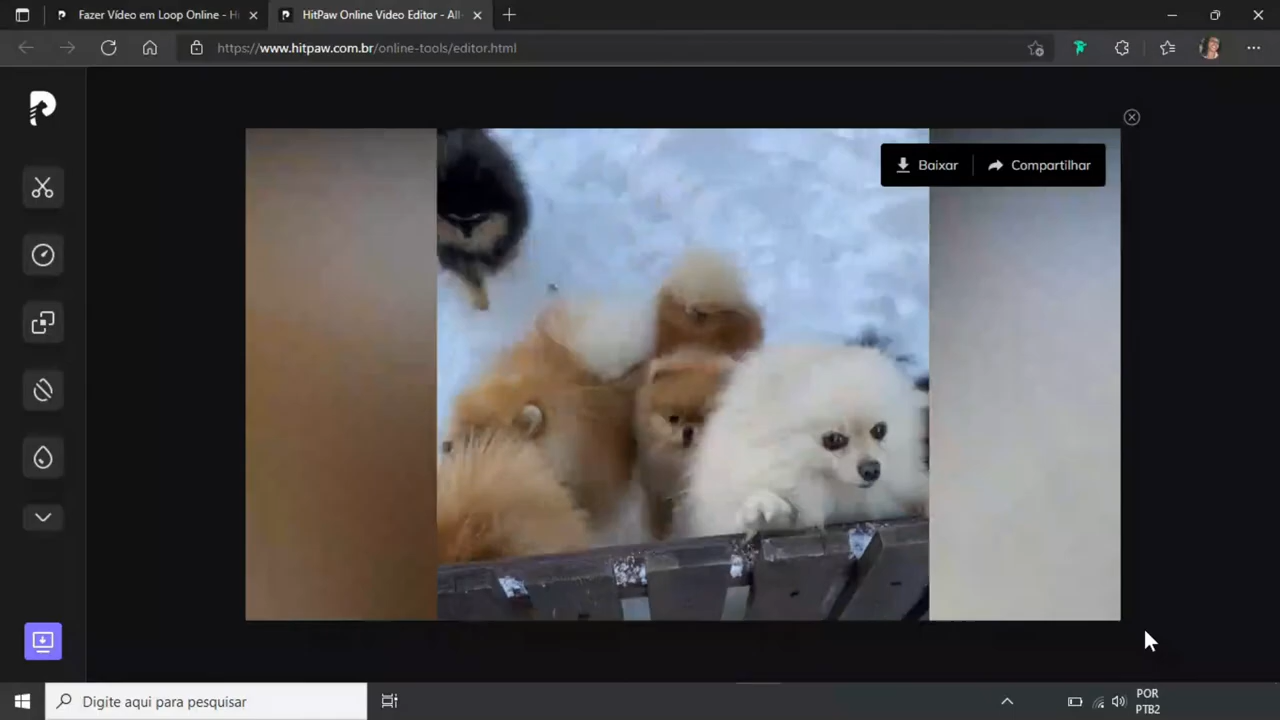 Fazer Vídeo em Loop Online - H
HitPaw Online Video Editor - All
https://www.hitpaw.com.br/online-tools/editor.html
Baixar
Compartilhar
Digite aqui para pesquisar
POR
PTB2